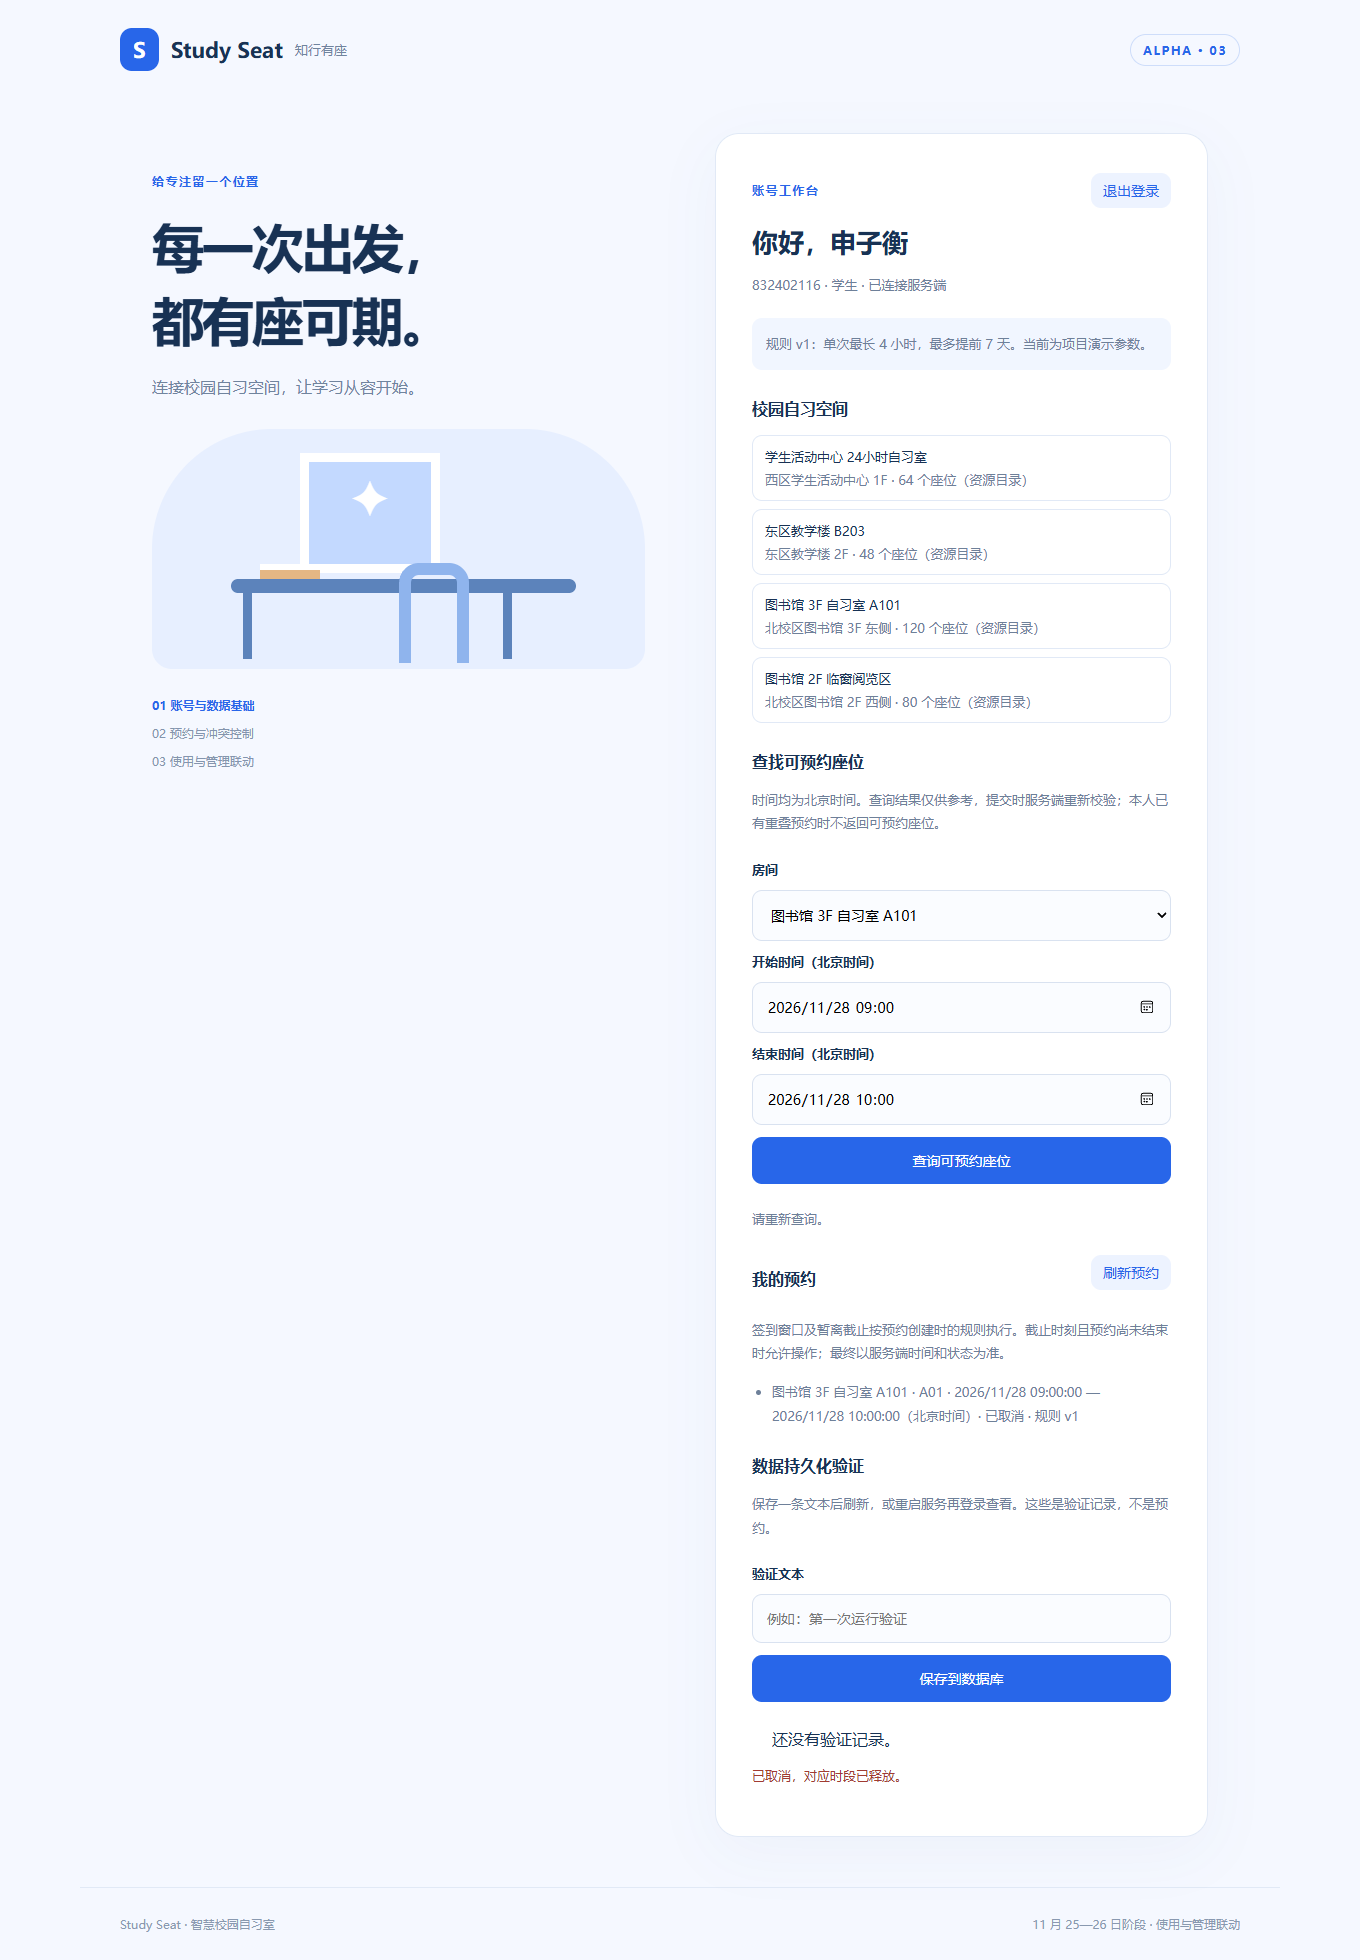 S Study Seat 知行有座
ALPHA • 03
给专注留一个位置
每一次出发，
都有座可期。
连接校园自习空间，让学习从容开始。
01 账号与数据基础
02 预约与冲突控制
03 使用与管理联动
账号工作台
退出登录
你好，申子衡
832402116 · 学生 · 已连接服务端
规则 v1：单次最长 4 小时，最多提前 7 天。当前为项目演示参数。
校园自习空间
学生活动中心 24小时自习室
西区学生活动中心 1F · 64 个座位（资源目录）
东区教学楼 B203
东区教学楼 2F · 48 个座位（资源目录）
图书馆 3F 自习室 A101
北校区图书馆 3F 东侧 · 120 个座位（资源目录）
图书馆 2F 临窗阅览区
北校区图书馆 2F 西侧 · 80 个座位（资源目录）
查找可预约座位
时间均为北京时间。查询结果仅供参考，提交时服务端重新校验；本人已
有重叠预约时不返回可预约座位。
房间
图书馆 3F 自习室 A101
开始时间（北京时间）
2026/11/28 09:00
结束时间（北京时间）
2026/11/28 10:00
查询可预约座位
请重新查询。
我的预约
刷新预约
签到窗口及暂离截止按预约创建时的规则执行。截止时刻且预约尚未结束
时允许操作；最终以服务端时间和状态为准。
• 图书馆 3F 自习室 A101 · A01 · 2026/11/28 09:00:00 —
2026/11/28 10:00:00（北京时间）· 已取消 · 规则 v1
数据持久化验证
保存一条文本后刷新，或重启服务再登录查看。这些是验证记录，不是预
约。
验证文本
例如：第一次运行验证
保存到数据库
还没有验证记录。
已取消，对应时段已释放。
Study Seat · 智慧校园自习室
11 月 25—26 日阶段 · 使用与管理联动